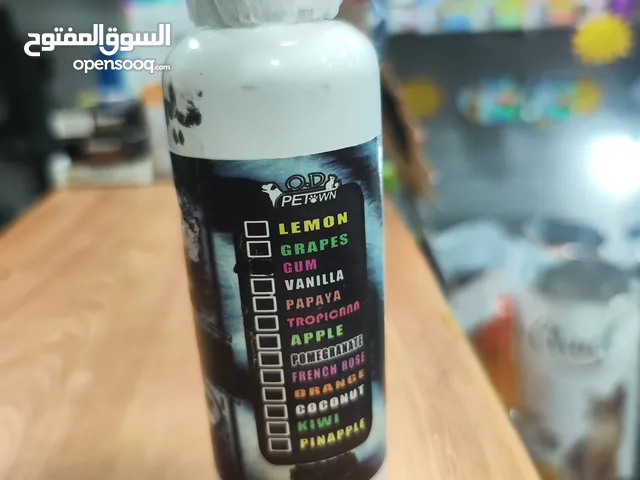 السوق المفتوح
opensooq.com
O.D
PETOWN
LEMON
GRAPES
GUM
VANILLA
PAPAYA
TROPICANA
APPLE
POMEGRANATE
FRENCH ROSE
ORANGE
COCONUT
KIWI
PINAPPLE